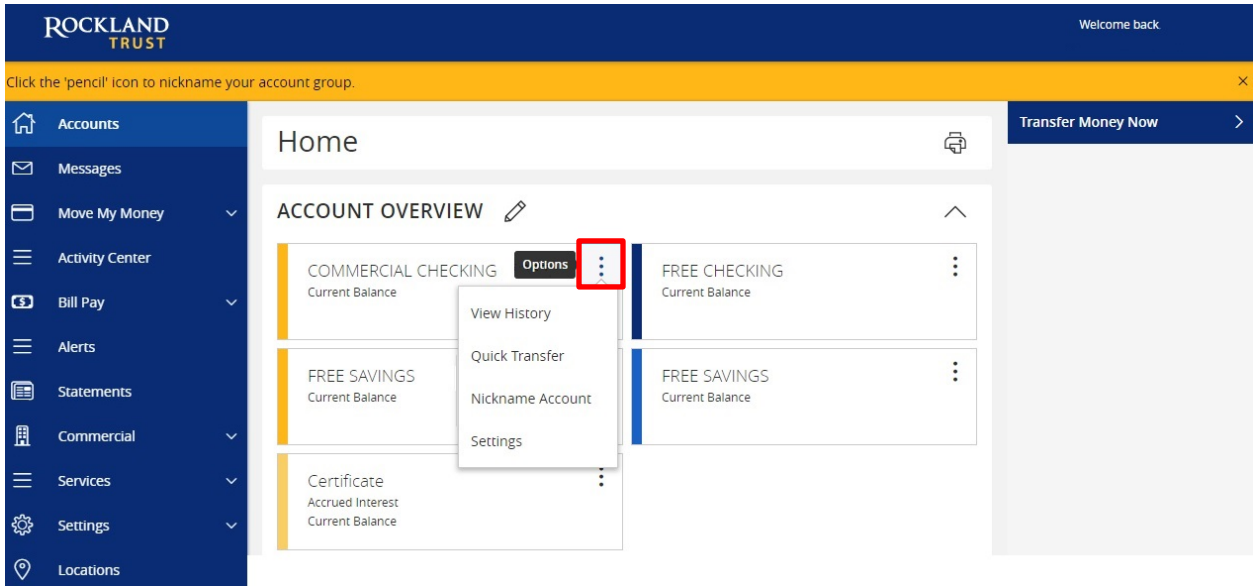 ROCKLAND
TRUST
Welcome back
Click the 'pencil' icon to nickname your account group.
Accounts
Messages
Move My Money
Activity Center
Bill Pay
Alerts
Statements
Commercial
Services
Settings
Locations
Home
ACCOUNT OVERVIEW
COMMERCIAL CHECKING
Current Balance
Options
View History
Quick Transfer
Nickname Account
Settings
FREE CHECKING
Current Balance
FREE SAVINGS
Current Balance
FREE SAVINGS
Current Balance
Certificate
Accrued Interest
Current Balance
Transfer Money Now